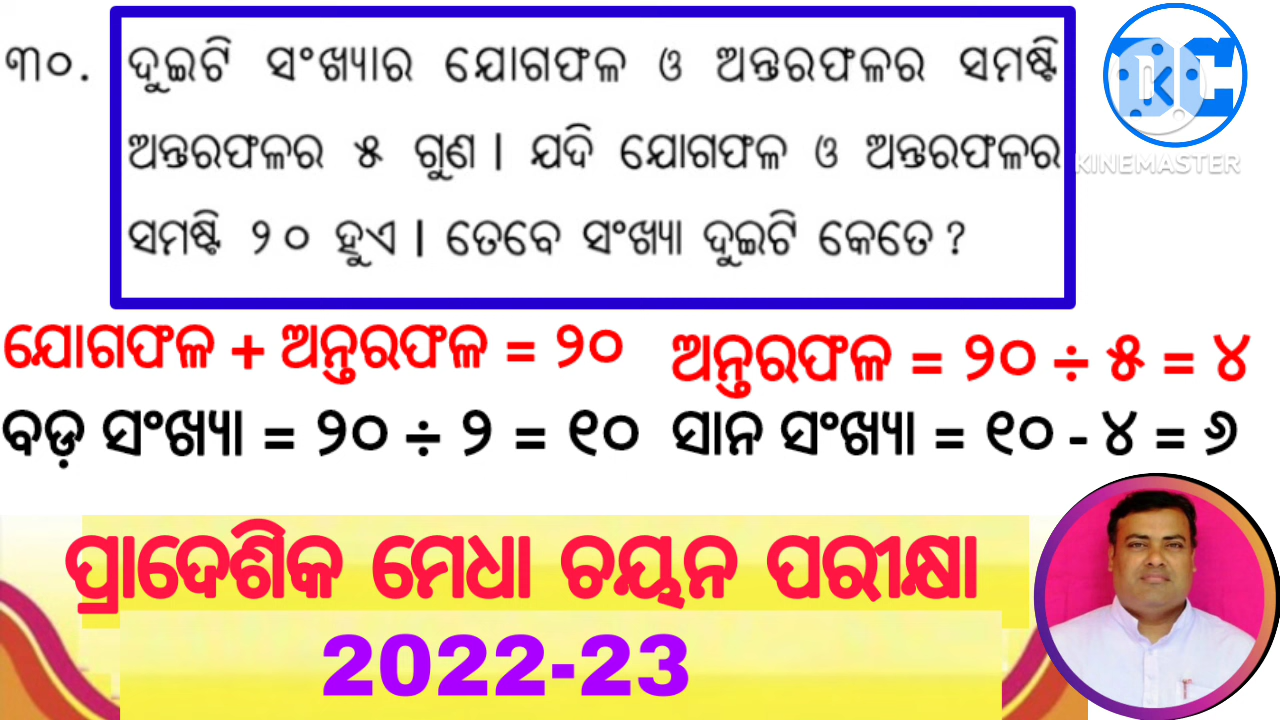 ୩୦. ଦୁଇଟି ସଂଖ୍ୟାର ଯୋଗଫଳ ଓ ଅନ୍ତରଫଳର ସମଷ୍ଟି
ଅନ୍ତରଫଳର ୫ ଗୁଣ । ଯଦି ଯୋଗଫଳ ଓ ଅନ୍ତରଫଳର
ସମଷ୍ଟି ୨୦ ହୁଏ । ତେବେ ସଂଖ୍ୟା ଦୁଇଟି କେତେ ?
KINEMASTER
ଯୋଗଫଳ + ଅନ୍ତରଫଳ = ୨୦ ଅନ୍ତରଫଳ = ୨୦ ÷ ୫ = ୪
ବଡ଼ ସଂଖ୍ୟା = ୨୦ ÷ ୨ = ୧୦ ସାନ ସଂଖ୍ୟା = ୧୦ - ୪ = ୬
ପ୍ରାଦେଶିକ ମେଧା ଚୟନ ପରୀକ୍ଷା
2022-23